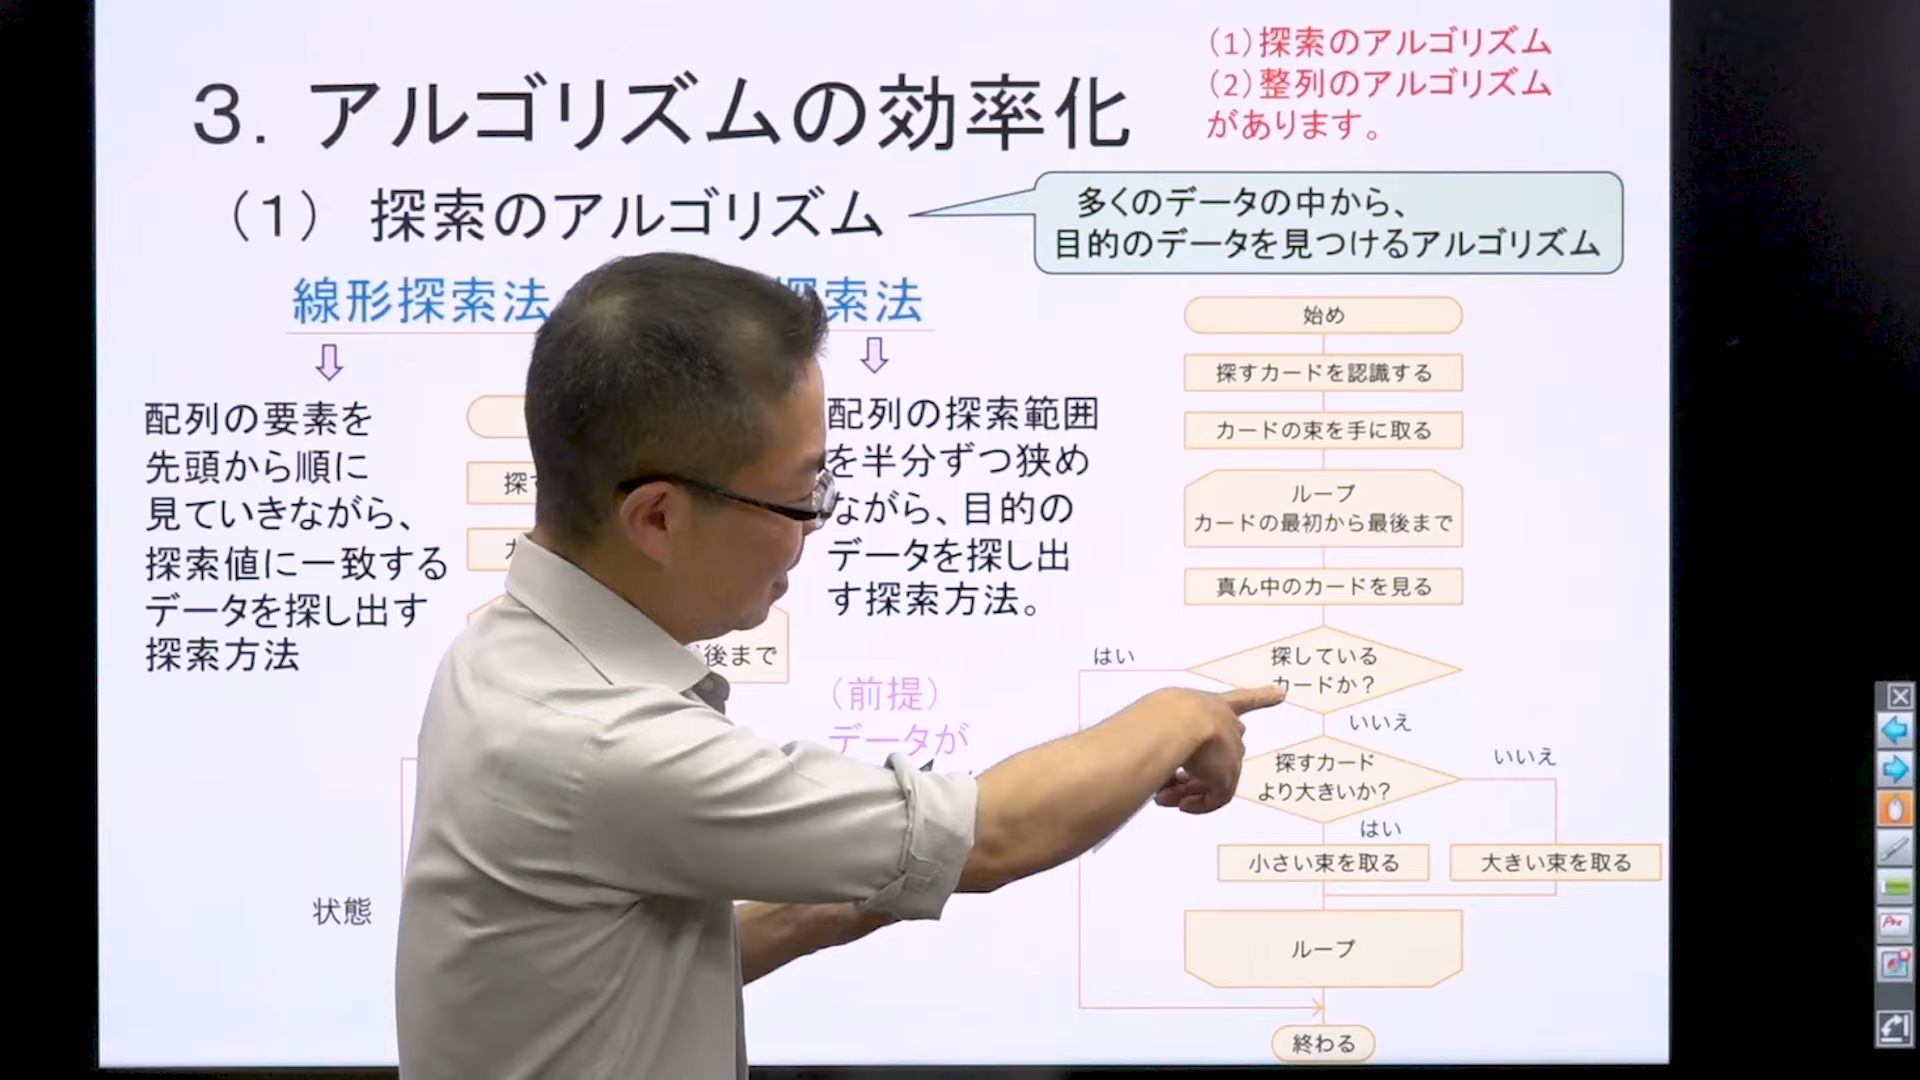 3. アルゴリズムの効率化
(1)探索のアルゴリズム
(2)整列のアルゴリズム
があります。
(1) 探索のアルゴリズム
多くのデータの中から、
目的のデータを見つけるアルゴリズム
線形探索法
探索法
配列の要素を
先頭から順に
見ていきながら、
探索値に一致する
データを探し出す
探索方法
探
後まで
状態
配列の探索範囲
を半分ずつ狭め
ながら、目的の
データを探し出
す探索方法。
(前提)
データが
始め
探すカードを認識する
カードの束を手に取る
ループ
カードの最初から最後まで
真ん中のカードを見る
はい
探している
カードか?
いいえ
探すカード
より大きいか?
いいえ
はい
小さい束を取る
大きい束を取る
ループ
終わる